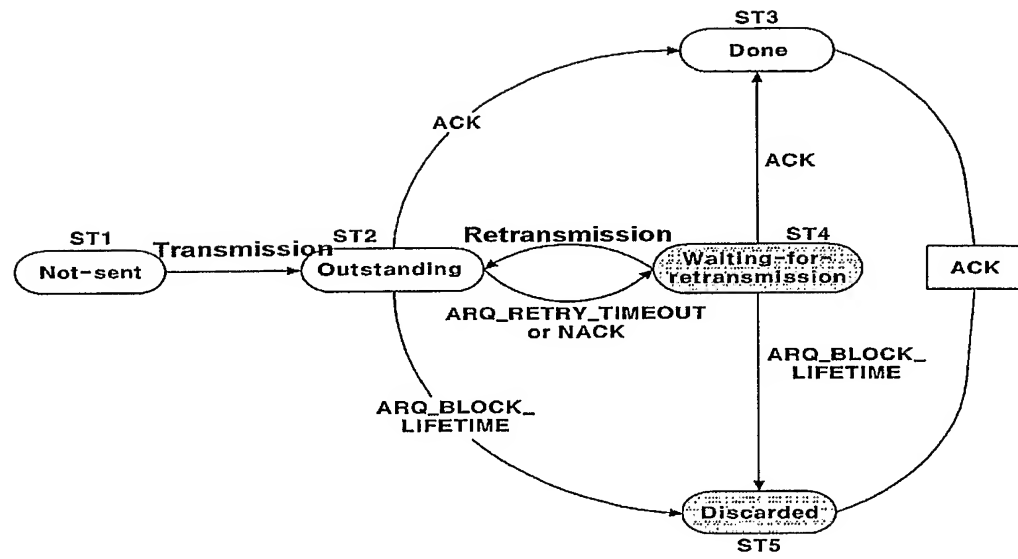 ST3
Done
ACK
ACK
ST1
Transmission
ST2
Retransmission
ST4
Not-sent
Outstanding
Waiting-for-
retransmission
ACK
ARQ_RETRY_TIMEOUT
or NACK
ARQ_BLOCK_
LIFETIME
ARQ_BLOCK_
LIFETIME
Discarded
ST5